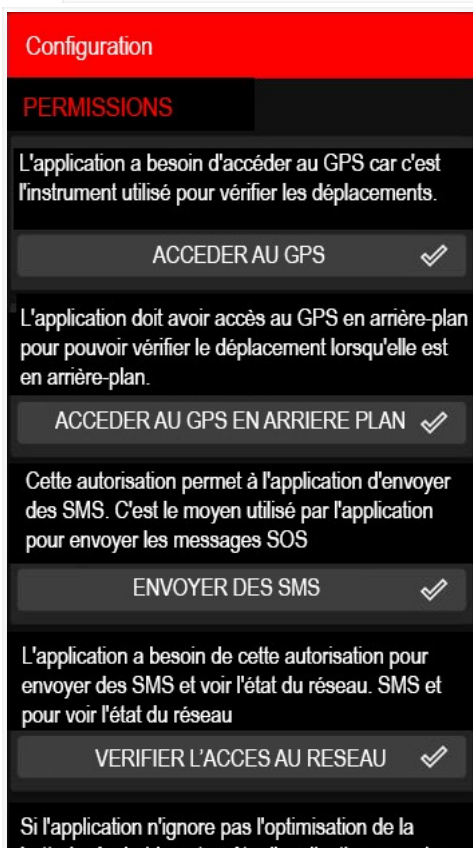 Configuration
PERMISSIONS
L'application a besoin d'accéder au GPS car c'est
l'instrument utilisé pour vérifier les déplacements.
ACCEDER AU GPS
L'application doit avoir accès au GPS en arrière-plan
pour pouvoir vérifier le déplacement lorsqu'elle est
en arrière-plan.
ACCEDER AU GPS EN ARRIERE PLAN
Cette autorisation permet à l'application d'envoyer
des SMS. C'est le moyen utilisé par l'application
pour envoyer les messages SOS
ENVOYER DES SMS
L'application a besoin de cette autorisation pour
envoyer des SMS et voir l'état du réseau. SMS et
pour voir l'état du réseau
VERIFIER L'ACCES AU RESEAU
Si l'application n'ignore pas l'optimisation de la